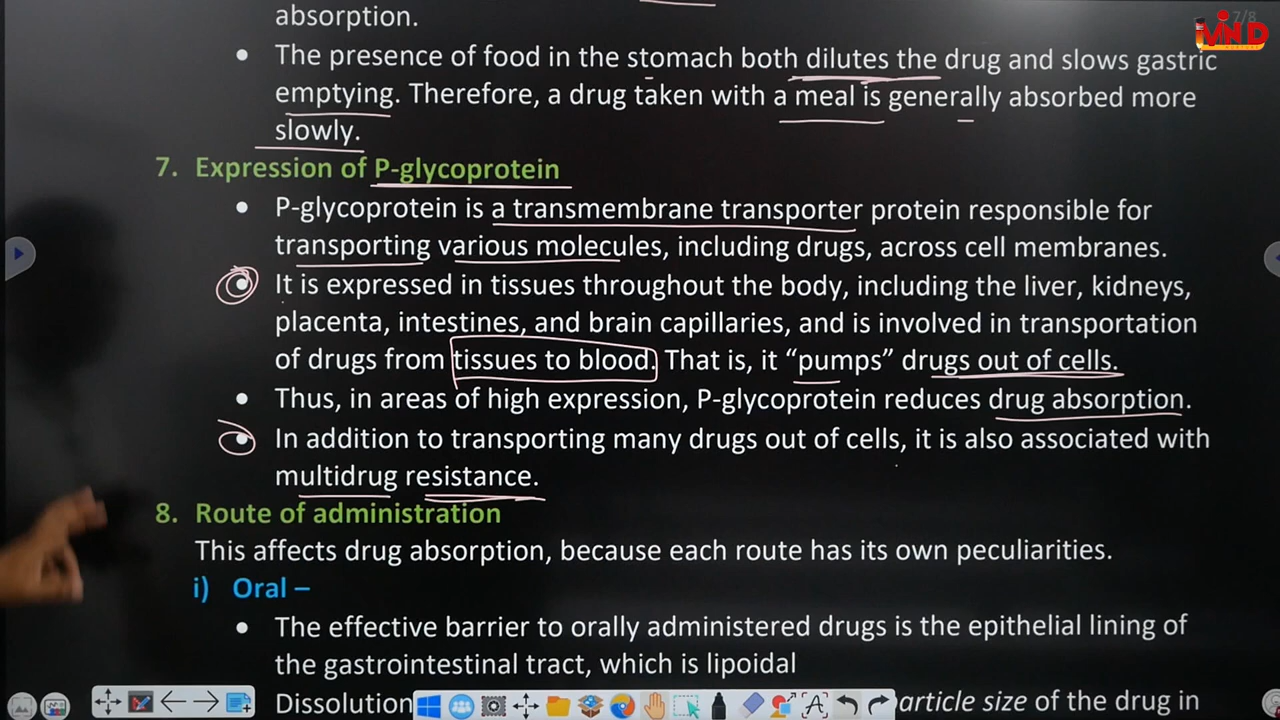 absorption.
7/8
MIND
• The presence of food in the stomach both dilutes the drug and slows gastric
emptying. Therefore, a drug taken with a meal is generally absorbed more
slowly.
7. Expression of P-glycoprotein
• P-glycoprotein is a transmembrane transporter protein responsible for
transporting various molecules, including drugs, across cell membranes.
• It is expressed in tissues throughout the body, including the liver, kidneys,
placenta, intestines, and brain capillaries, and is involved in transportation
of drugs from tissues to blood. That is, it “pumps” drugs out of cells.
• Thus, in areas of high expression, P-glycoprotein reduces drug absorption.
• In addition to transporting many drugs out of cells, it is also associated with
multidrug resistance.
8. Route of administration
This affects drug absorption, because each route has its own peculiarities.
i) Oral –
• The effective barrier to orally administered drugs is the epithelial lining of
the gastrointestinal tract, which is lipoidal
Dissolution article size of the drug in